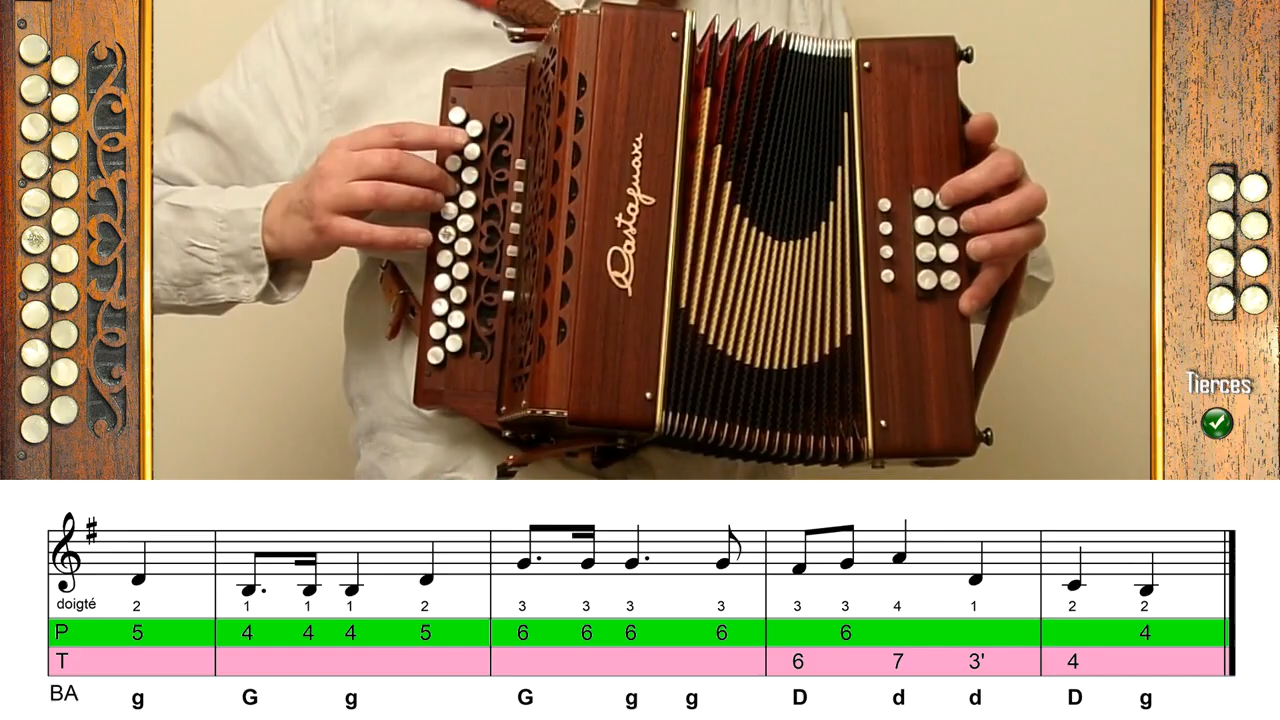 Castagnari
Tierces
doigté 2 1 1 1 2 3 3 3 3 3 3 4 1 2 2
P 5 4 4 4 5 6 6 6 6 6 4
T 6 7 3' 4
BA g G g G g g D d d D g